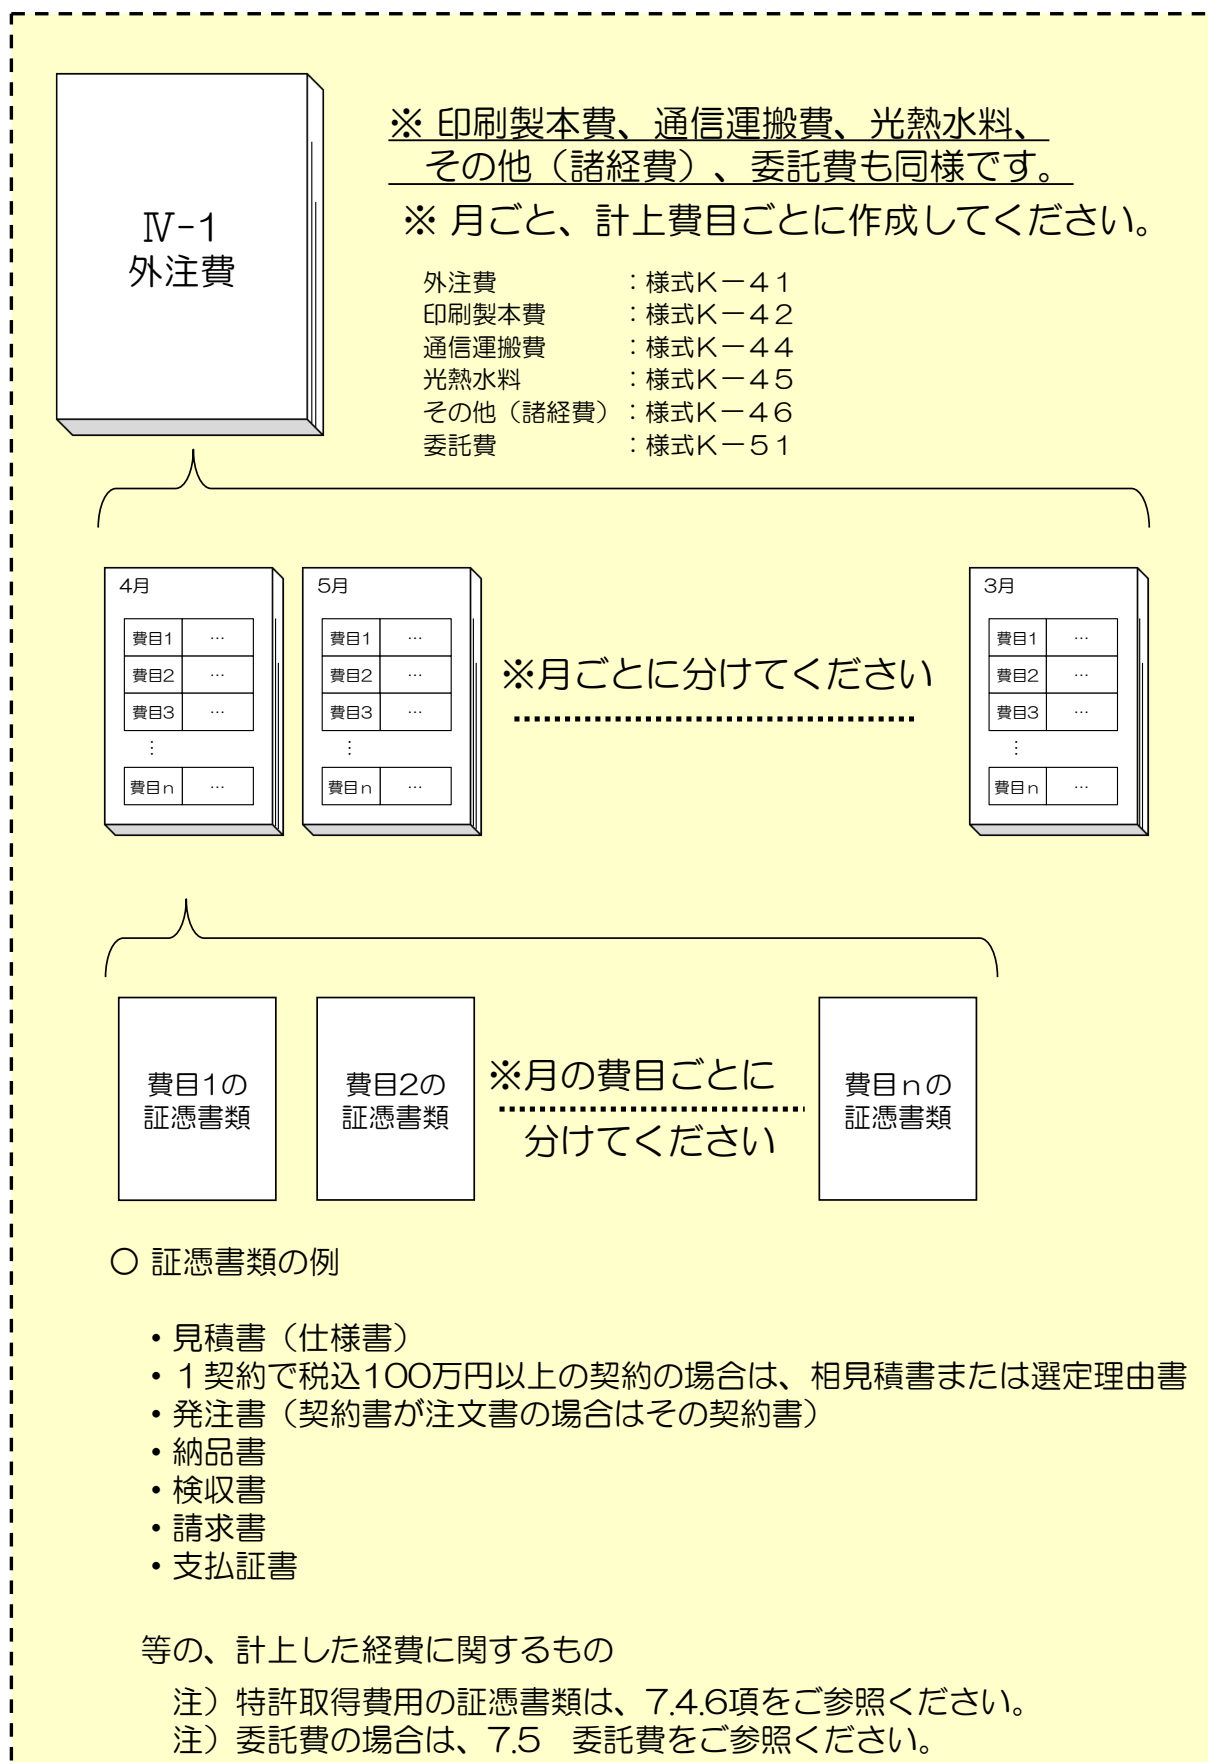 Ⅳ-1
外注費
※ 印刷製本費、通信運搬費、光熱水料、
その他（諸経費）、委託費も同様です。
※ 月ごと、計上費目ごとに作成してください。
外注費　　　　　：様式K－41
印刷製本費　　　：様式K－42
通信運搬費　　　：様式K－44
光熱水料　　　　：様式K－45
その他（諸経費）：様式K－46
委託費　　　　　：様式K－51
4月
費目1 …
費目2 …
費目3 …
⋮
費目n …
5月
費目1 …
費目2 …
費目3 …
⋮
費目n …
※月ごとに分けてください
3月
費目1 …
費目2 …
費目3 …
⋮
費目n …
費目1の
証憑書類
費目2の
証憑書類
※月の費目ごとに
分けてください
費目nの
証憑書類
○ 証憑書類の例
・見積書（仕様書）
・１契約で税込100万円以上の契約の場合は、相見積書または選定理由書
・発注書（契約書が注文書の場合はその契約書）
・納品書
・検収書
・請求書
・支払証書
等の、計上した経費に関するもの
注）特許取得費用の証憑書類は、7.4.6項をご参照ください。
注）委託費の場合は、7.5　委託費をご参照ください。